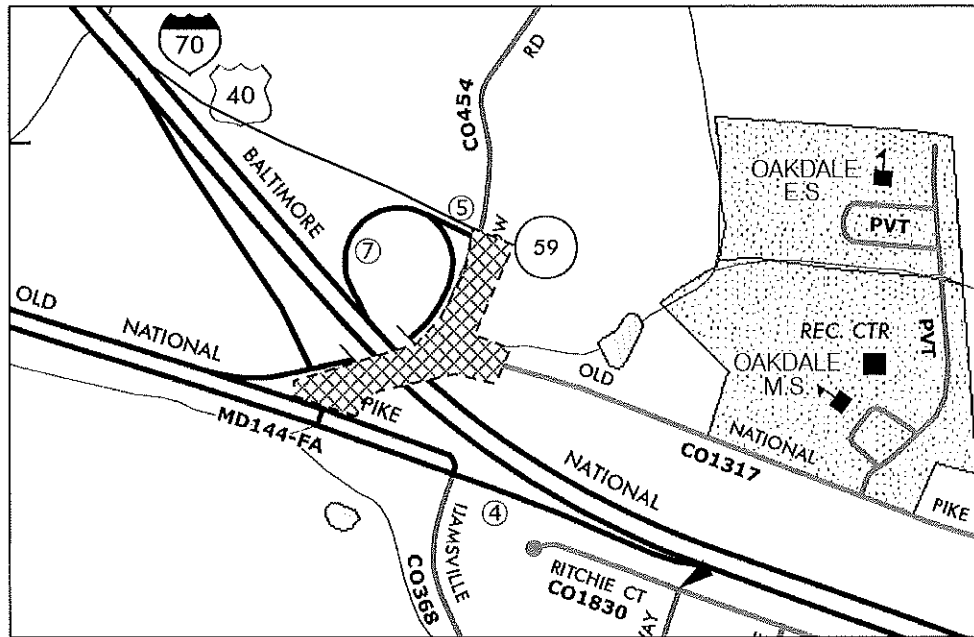 70
40
BALTIMORE
CO454
RD
5
W
59
7
OAKDALE
E.S.
PVT
OLD
NATIONAL
PIKE
MD144-FA
REC. CTR
OAKDALE
M.S.
PVT
OLD
NATIONAL
CO1317
PIKE
NATIONAL
4
IJAMSVILLE
CO368
RITCHIE CT
CO1830
WAY